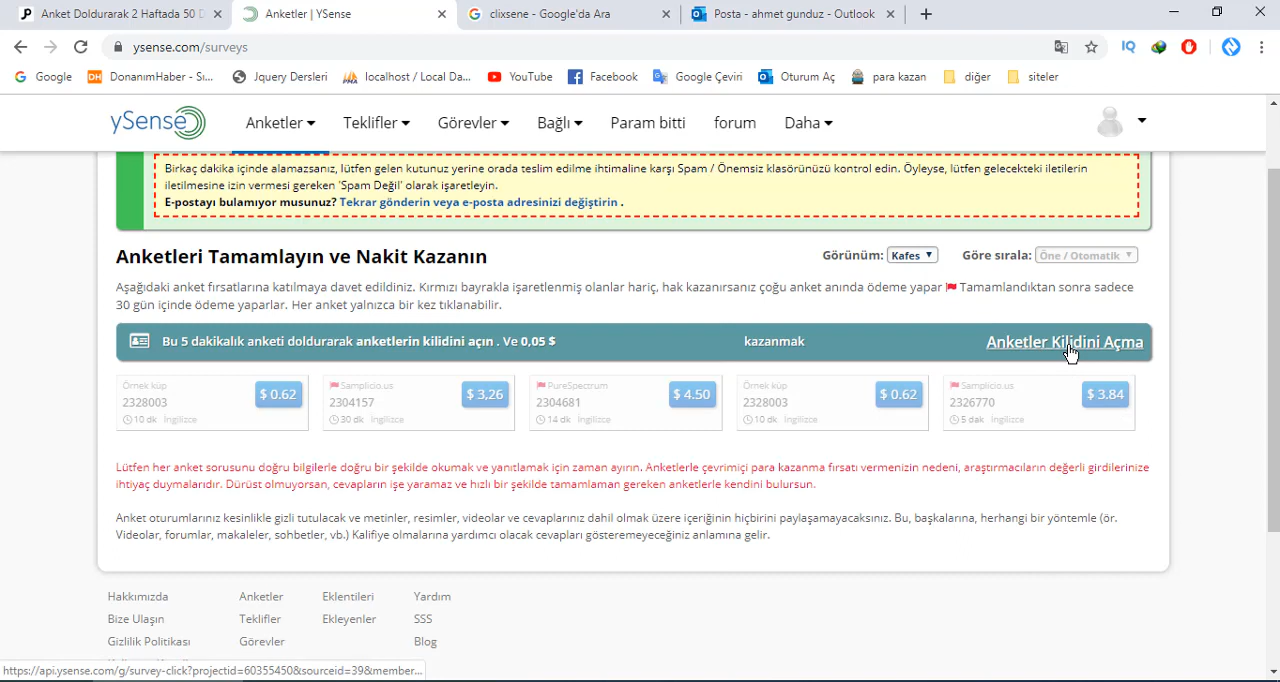 Anket Doldurarak 2 Haftada 50 D
Anketler | YSense
clixsene - Google'da Ara
Posta - ahmet gunduz - Outlook
ysense.com/surveys
Google
DonanımHaber - Sı...
Jquery Dersleri
localhost / Local Da...
YouTube
Facebook
Google Çeviri
Oturum Aç
para kazan
diğer
siteler
ySense
Anketler
Teklifler
Görevler
Bağlı
Param bitti
forum
Daha
Birkaç dakika içinde alamazsanız, lütfen gelen kutunuz yerine orada teslim edilme ihtimaline karşı Spam / Önemsiz klasörünüzü kontrol edin. Öyleyse, lütfen gelecekteki iletilerin
iletilmesine izin vermesi gereken 'Spam Değil' olarak işaretleyin.
E-postayı bulamıyor musunuz? Tekrar gönderin veya e-posta adresinizi değiştirin .
Anketleri Tamamlayın ve Nakit Kazanın
Görünüm: Kafes
Göre sırala: Öne / Otomatik
Aşağıdaki anket fırsatlarına katılmaya davet edildiniz. Kırmızı bayrakla işaretlenmiş olanlar hariç, hak kazanırsanız çoğu anket anında ödeme yapar Tamamlandıktan sonra sadece
30 gün içinde ödeme yaparlar. Her anket yalnızca bir kez tıklanabilir.
Bu 5 dakikalık anketi doldurarak anketlerin kilidini açın . Ve 0,05 $
kazanmak
Anketler Kilidini Açma
Örnek küp
2328003
$ 0.62
10 dk İngilizce
Samplicio.us
2304157
$ 3,26
30 dk İngilizce
PureSpectrum
2304681
$ 4.50
14 dk İngilizce
Örnek küp
2328003
$ 0.62
10 dk İngilizce
Samplicio.us
2326770
$ 3.84
5 dak İngilizce
Lütfen her anket sorusunu doğru bilgilerle doğru bir şekilde okumak ve yanıtlamak için zaman ayırın. Anketlerle çevrimiçi para kazanma fırsatı vermenizin nedeni, araştırmacıların değerli girdilerinize
ihtiyaç duymalarıdır. Dürüst olmuyorsan, cevapların işe yaramaz ve hızlı bir şekilde tamamlaman gereken anketlerle kendini bulursun.
Anket oturumlarınız kesinlikle gizli tutulacak ve metinler, resimler, videolar ve cevaplarınız dahil olmak üzere içeriğinin hiçbirini paylaşamayacaksınız. Bu, başkalarına, herhangi bir yöntemle (ör.
Videolar, forumlar, makaleler, sohbetler, vb.) Kalifiye olmalarına yardımcı olacak cevapları gösteremeyeceğiniz anlamına gelir.
Hakkımızda
Anketler
Eklentileri
Yardım
Bize Ulaşın
Teklifler
Ekleyenler
SSS
Gizlilik Politikası
Görevler
Blog
https://api.ysense.com/g/survey-click?projectid=60355450&sourceid=39&member...